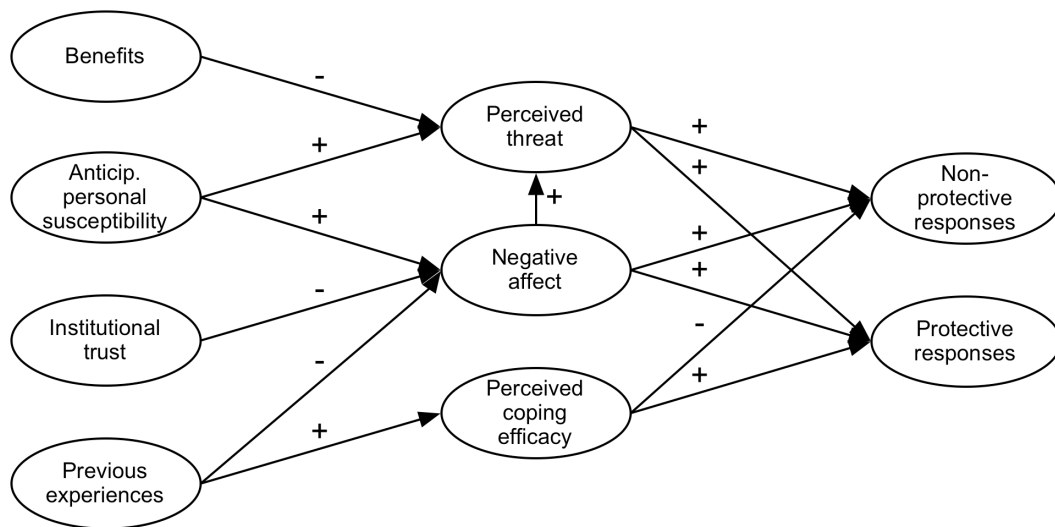 Benefits
-
Perceived
threat
+
+
Anticip.
personal
susceptibility
+
+
Non-
protective
responses
+
+
Negative
affect
+
+
-
Institutional
trust
-
-
Protective
responses
+
Perceived
coping
efficacy
+
Previous
experiences